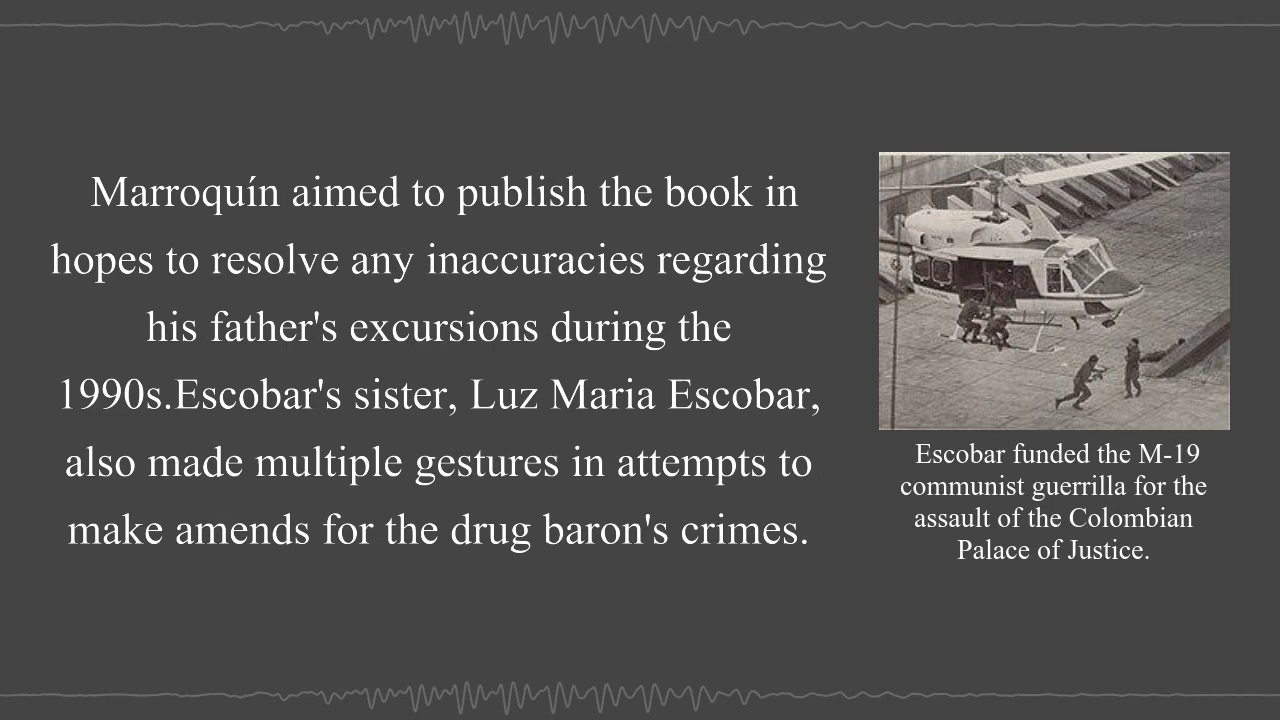 Marroquín aimed to publish the book in
hopes to resolve any inaccuracies regarding
his father's excursions during the
1990s.Escobar's sister, Luz Maria Escobar,
also made multiple gestures in attempts to
make amends for the drug baron's crimes.
Escobar funded the M-19
communist guerrilla for the
assault of the Colombian
Palace of Justice.